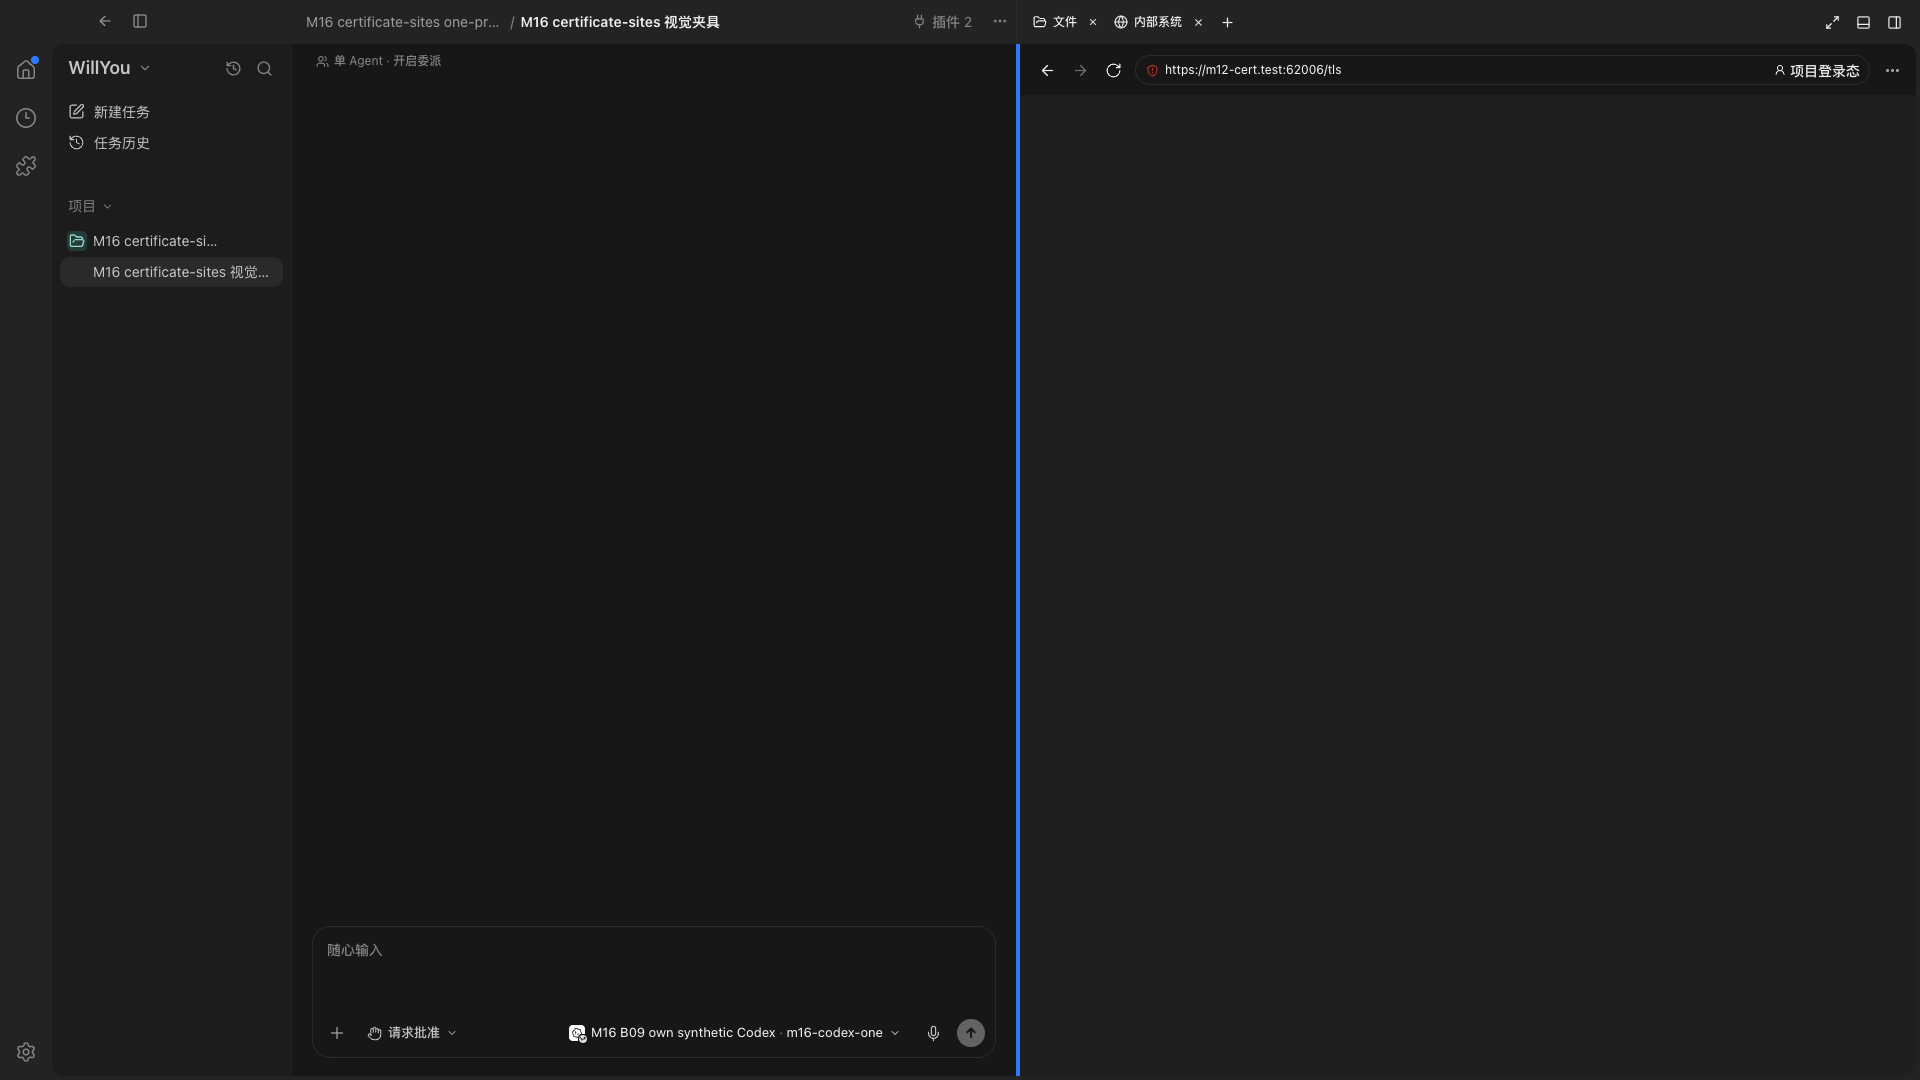 M16 certificate-sites one-pr... / M16 certificate-sites 视觉夹具
插件 2
文件
内部系统
WillYou
新建任务
任务历史
项目
M16 certificate-si...
M16 certificate-sites 视觉...
单 Agent · 开启委派
https://m12-cert.test:62006/tls
项目登录态
随心输入
请求批准
M16 B09 own synthetic Codex · m16-codex-one